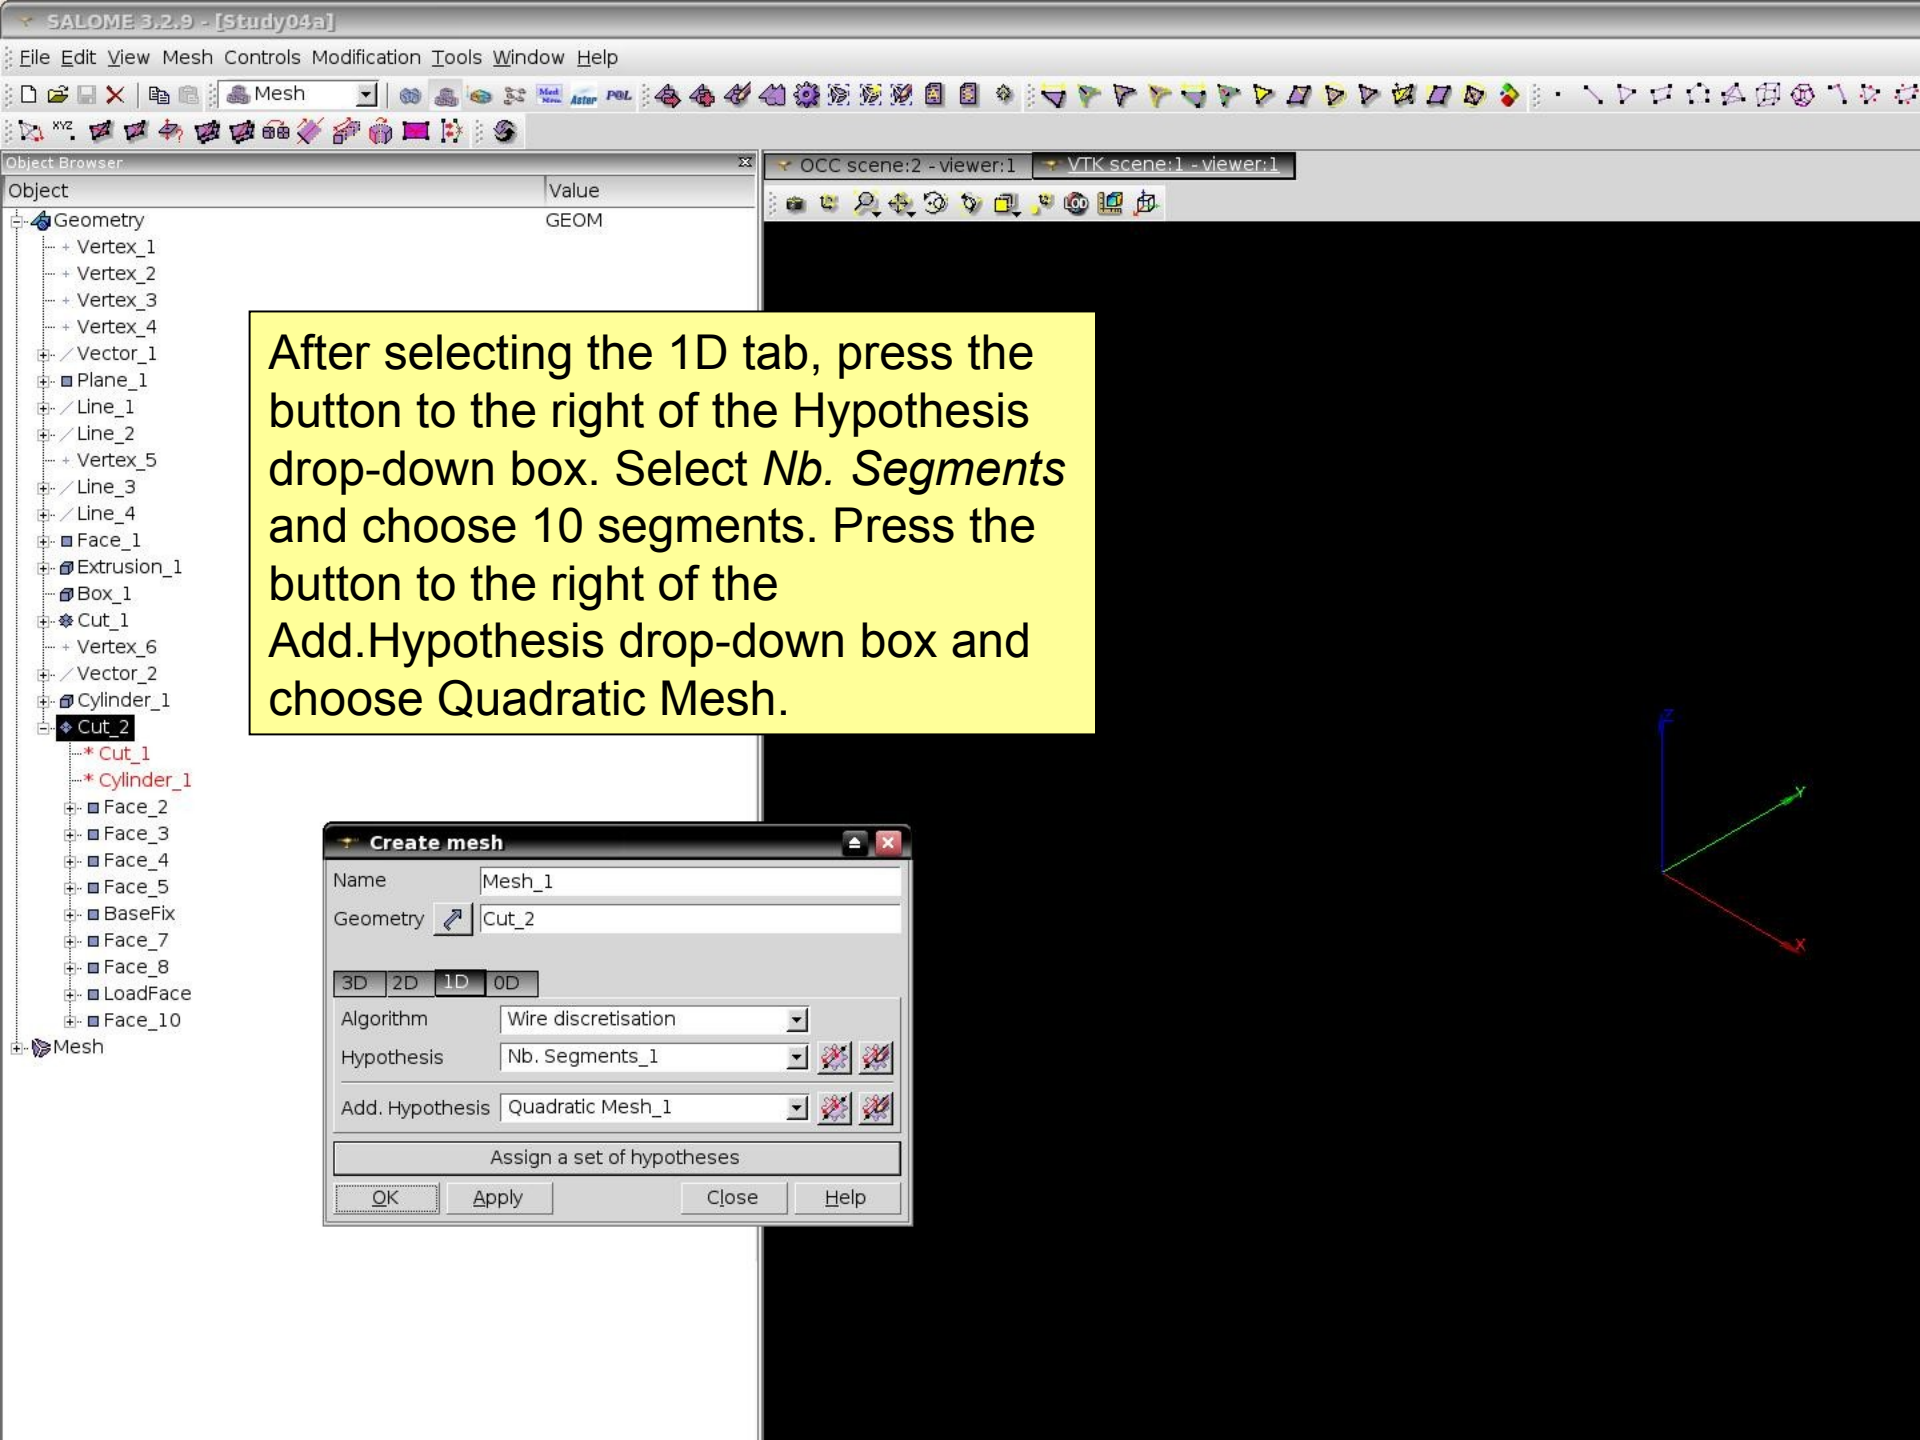 SALOME 3.2.9 - [Study04a]
File Edit View Mesh Controls Modification Tools Window Help
Mesh
Aster POL
XYZ
Object Browser
OCC scene:2 - viewer:1 VTK scene:1 - viewer:1
Object Value
LOD
Geometry GEOM
Vertex_1
Vertex_2
Vertex_3
Vertex_4
Vector_1
Plane_1
Line_1
Line_2
Vertex_5
Line_3
Line_4
Face_1
Extrusion_1
Box_1
Cut_1
Vertex_6
Vector_2
Cylinder_1
Cut_2
* Cut_1
* Cylinder_1
Face_2
Face_3
Face_4
Face_5
BaseFix
Face_7
Face_8
LoadFace
Face_10
Mesh
After selecting the 1D tab, press the
button to the right of the Hypothesis
drop-down box. Select Nb. Segments
and choose 10 segments. Press the
button to the right of the
Add.Hypothesis drop-down box and
choose Quadratic Mesh.
Create mesh
Name Mesh_1
Geometry Cut_2
3D 2D 1D 0D
Algorithm Wire discretisation
Hypothesis Nb. Segments_1
Add. Hypothesis Quadratic Mesh_1
Assign a set of hypotheses
OK Apply Close Help
Z
Y
X